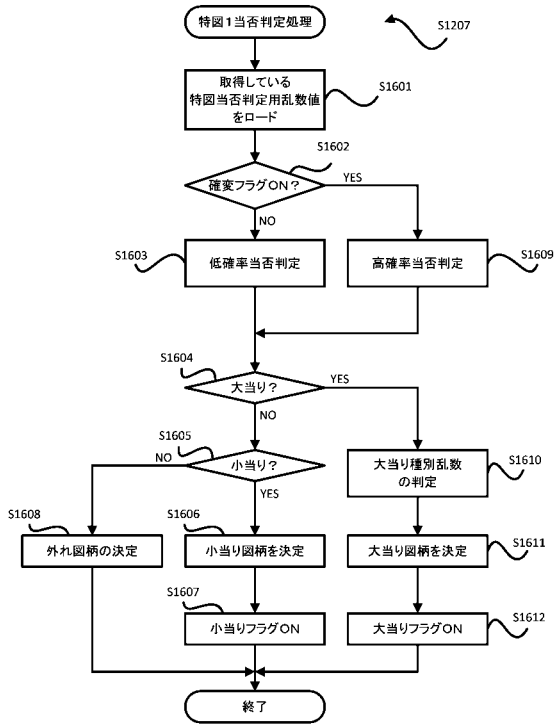 特図1当否判定処理
S1207
取得している
特図当否判定用乱数値
をロード
S1601
S1602
確変フラグON？
YES
NO
S1603
低確率当否判定
高確率当否判定
S1609
S1604
大当り？
YES
NO
S1605
小当り？
NO
YES
大当り種別乱数
の判定
S1610
S1608
外れ図柄の決定
S1606
小当り図柄を決定
大当り図柄を決定
S1611
S1607
小当りフラグON
大当りフラグON
S1612
終了